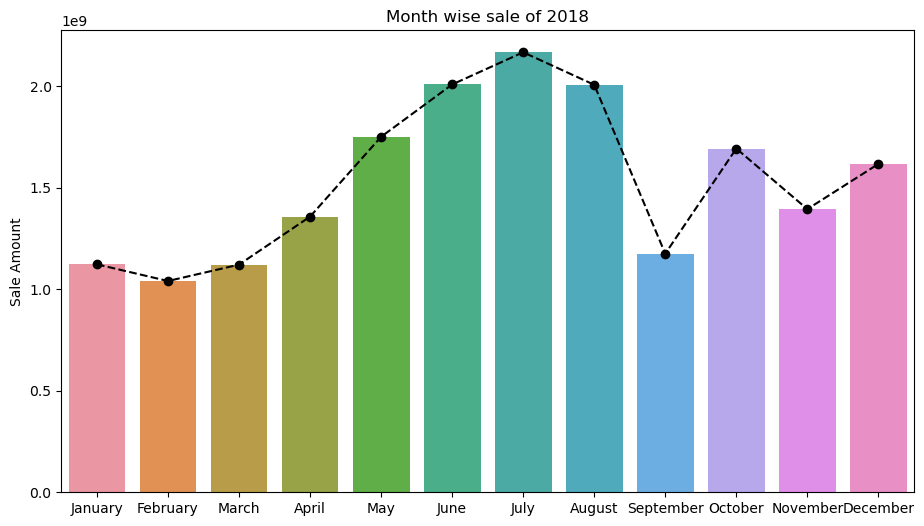 Month wise sale of 2018
1e9
2.0
1.5
1.0
0.5
0.0
Sale Amount
January February March April May June July August September October November December